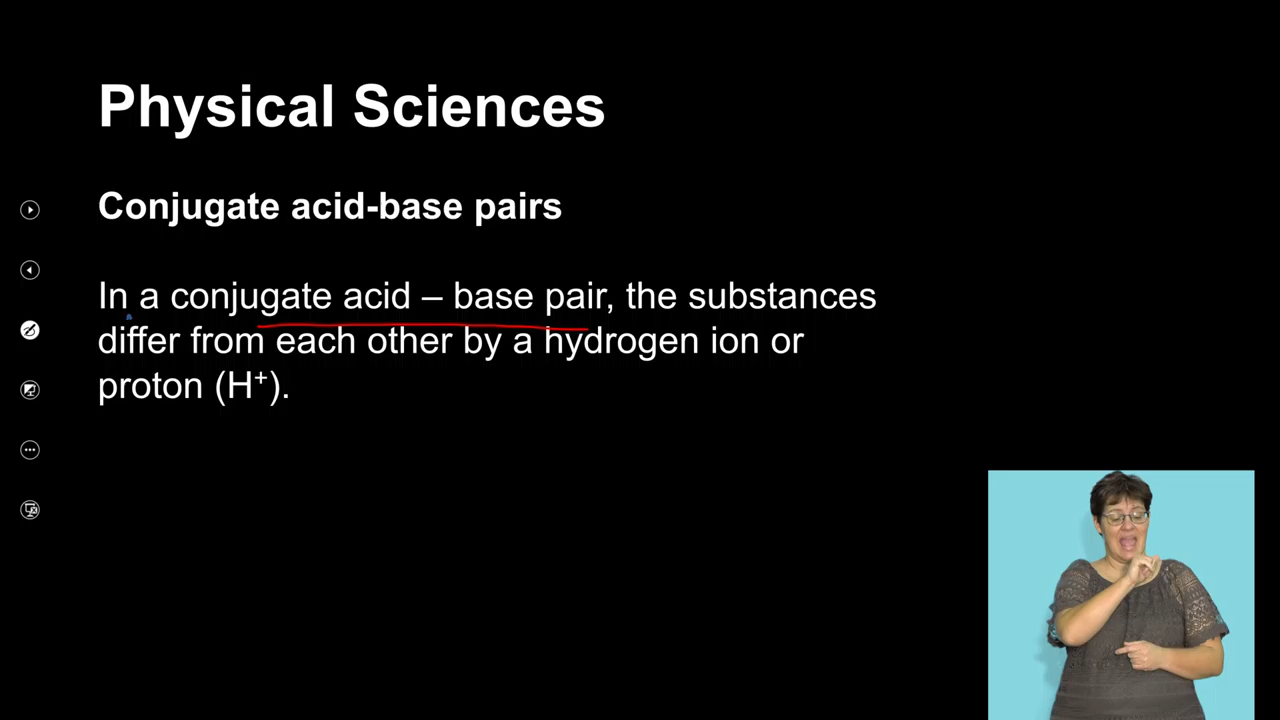 Physical Sciences
Conjugate acid-base pairs
In a conjugate acid – base pair, the substances
differ from each other by a hydrogen ion or
proton (H⁺).